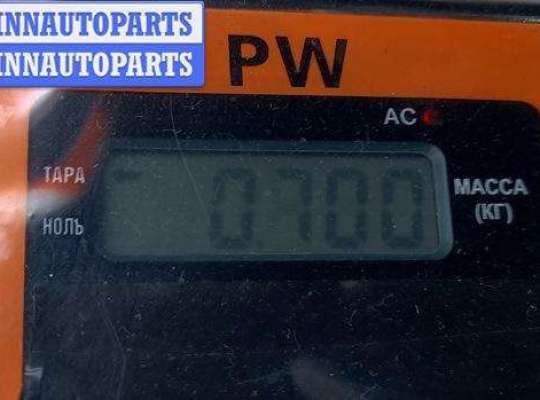 INNAUTOPARTS
INNAUTOPARTS
PW
AC
ТАРА
0.700
МАССА
(КГ)
НОЛЬ